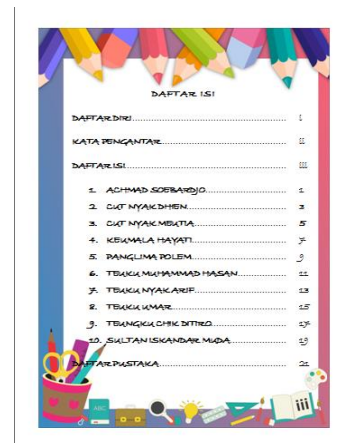 DAFTAR ISI
DAFTAR DIRI i
KATA PENGANTAR ii
DAFTAR ISI iii
1. ACHMAD SOEBARDJO 1
2. CUT NYAK DHIEN 3
3. CUT NYAK MEUTIA 5
4. KEUMALA HAYATI 7
5. PANGLIMA POLEM 9
6. TEUKU MUHAMMAD HASAN 11
7. TEUKU NYAK ARIF 13
8. TEUKU UMAR 15
9. TEUNGKU CHIK DITIRO 17
10. SULTAN ISKANDAR MUDA 19
DAFTAR PUSTAKA 21
ABC
iii